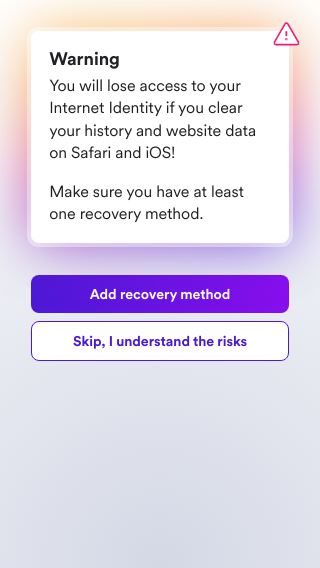 Warning
You will lose access to your
Internet Identity if you clear
your history and website data
on Safari and iOS!
Make sure you have at least
one recovery method.
Add recovery method
Skip, I understand the risks